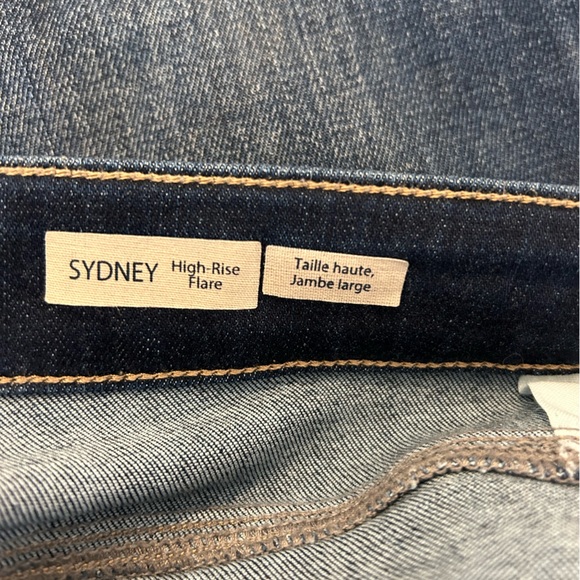 SYDNEY High-Rise
Flare
Taille haute,
Jambe large